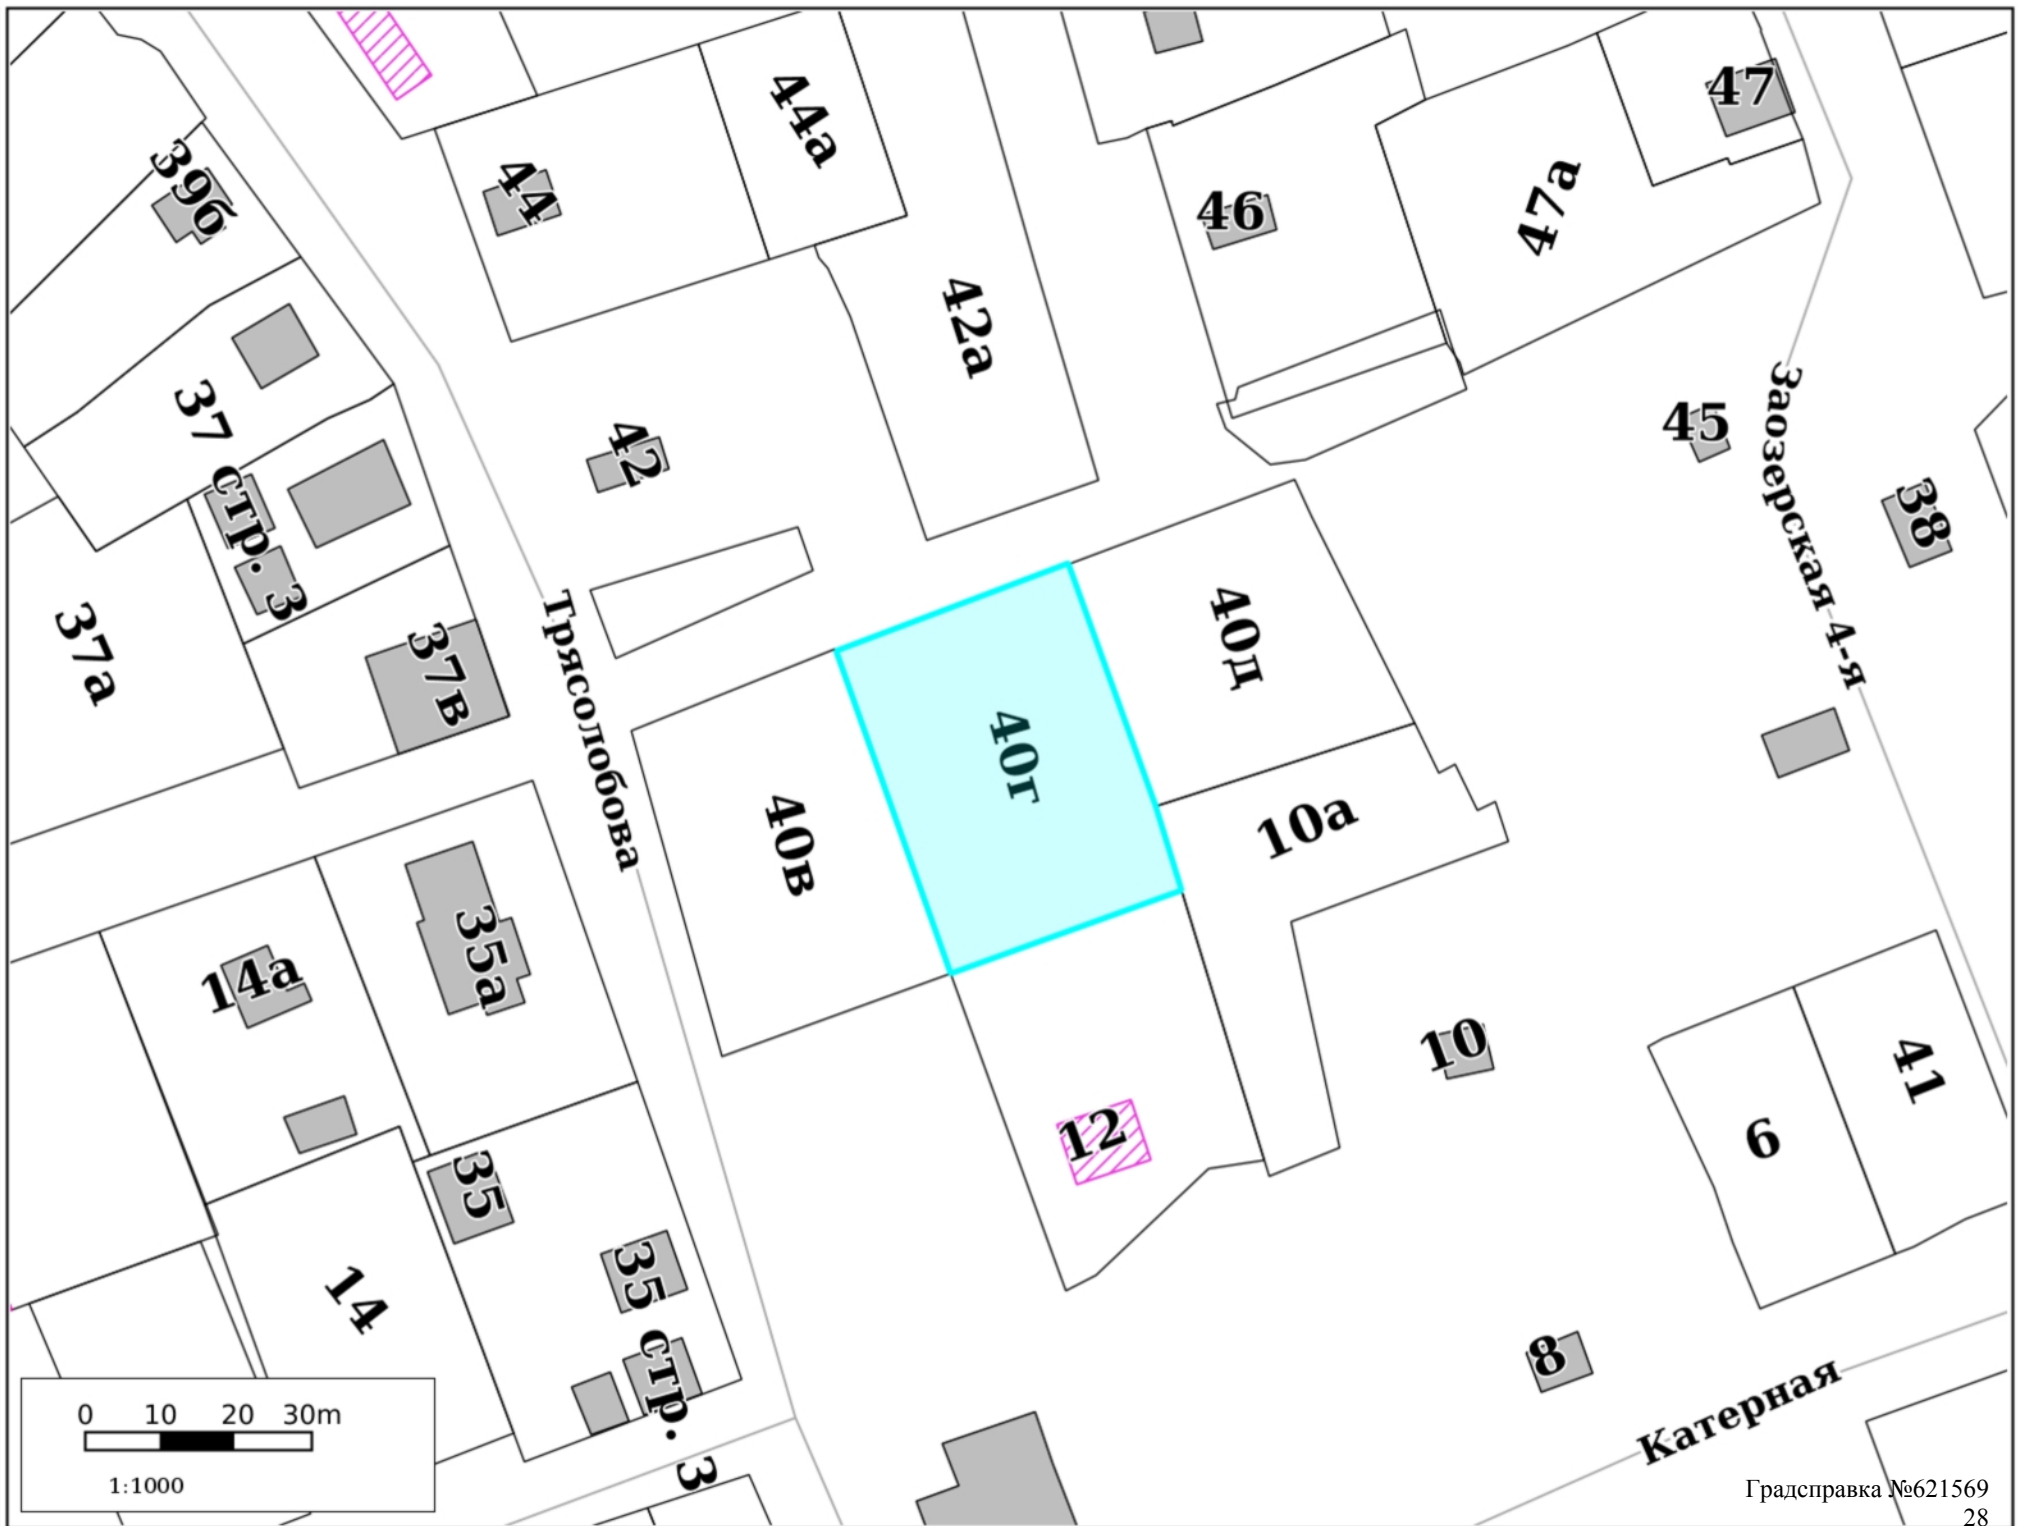 47
44а
39б
44
46
47а
42а
37 стр. 3
42
45
Заозерская 4-я
38
37а
37в
Трясолобова
40д
40г
40в
10а
35а
14а
10
41
6
12
35
35 стр. 3
14
8
Катерная
0 10 20 30m
1:1000
Градсправка №621569
28